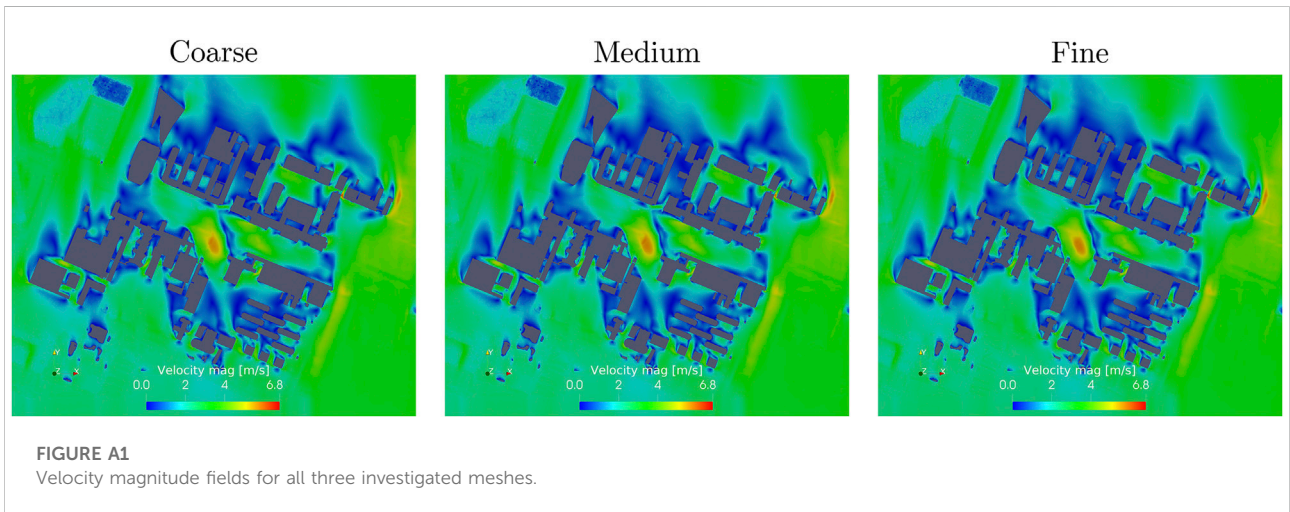 Coarse Medium Fine
Velocity mag [m/s] Velocity mag [m/s] Velocity mag [m/s]
0.0 2 4 6.8 0.0 2 4 6.8 0.0 2 4 6.8
Y Y Y
Z X Z X Z X
FIGURE A1
Velocity magnitude fields for all three investigated meshes.